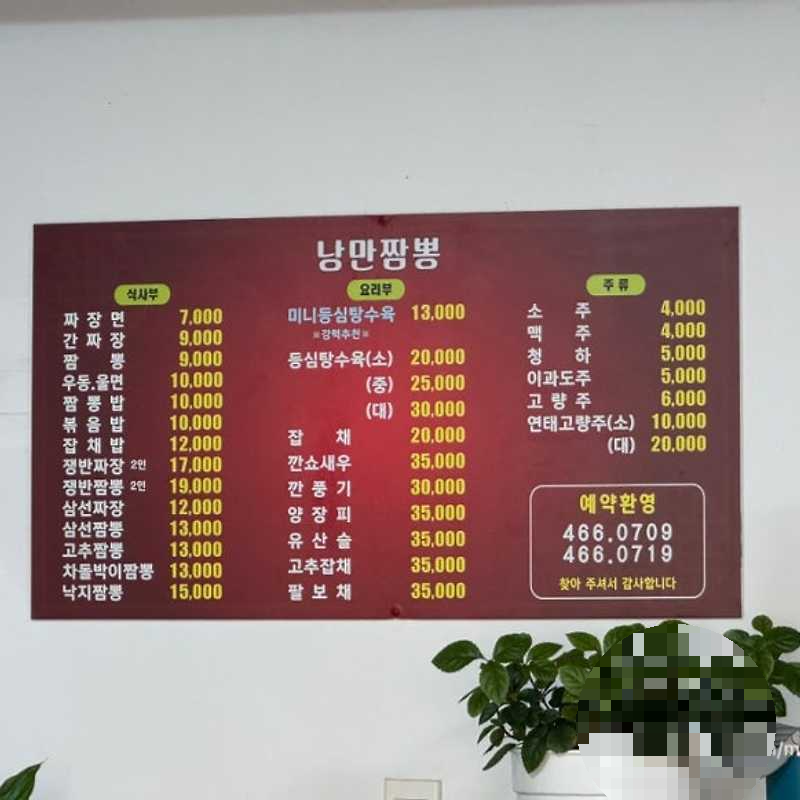 낭만짬뽕
식사부
짜장면 7,000
간짜장 9,000
짬뽕 9,000
우동.울면 10,000
짬뽕밥 10,000
볶음밥 10,000
잡채밥 12,000
쟁반짜장 2인 17,000
쟁반짬뽕 2인 19,000
삼선짜장 12,000
삼선짬뽕 13,000
고추짬뽕 13,000
차돌박이짬뽕 13,000
낙지짬뽕 15,000
요리부
미니등심탕수육 13,000
※강력추천※
등심탕수육(소) 20,000
(중) 25,000
(대) 30,000
잡채 20,000
깐쇼새우 35,000
깐풍기 30,000
양장피 35,000
유산슬 35,000
고추잡채 35,000
팔보채 35,000
주류
소주 4,000
맥주 4,000
청하 5,000
이과도주 5,000
고량주 6,000
연태고량주(소) 10,000
(대) 20,000
예약환영
466.0709
466.0719
찾아 주셔서 감사합니다